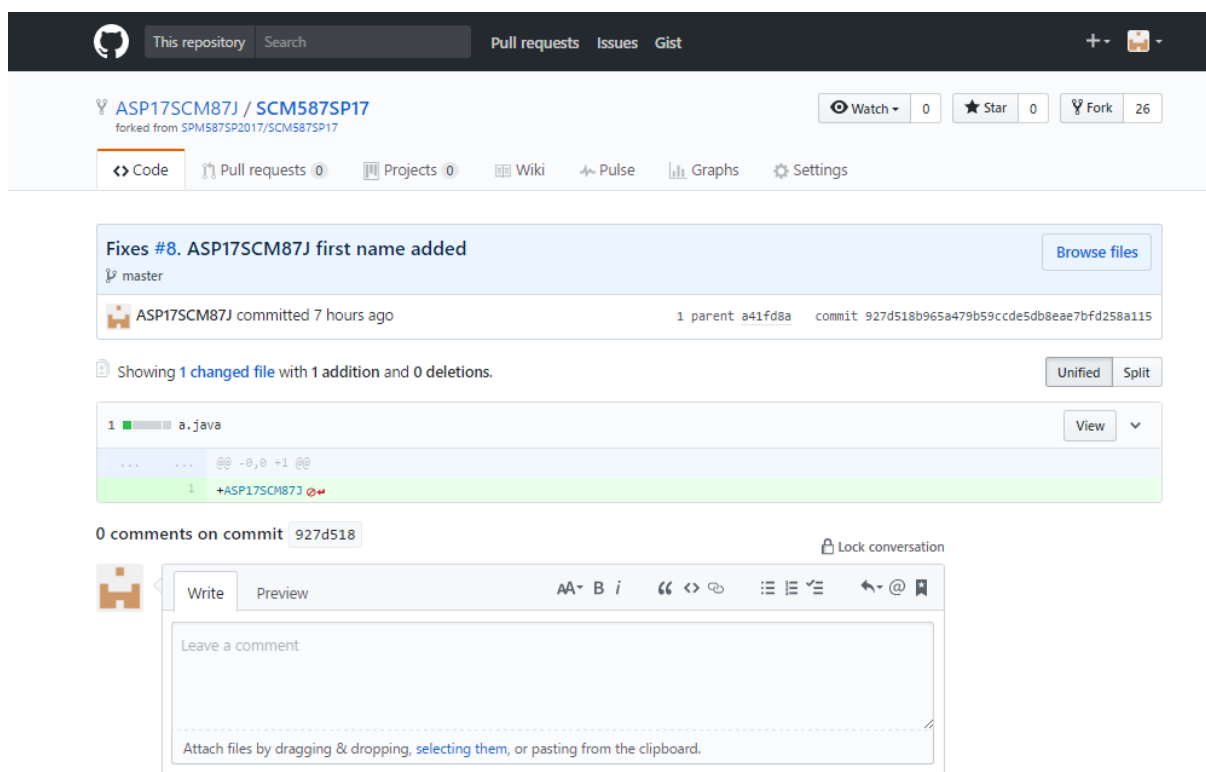 This repository Search Pull requests Issues Gist
ASP17SCM87J / SCM587SP17 Watch 0 Star 0 Fork 26
forked from SPM587SP2017/SCM587SP17
<> Code Pull requests 0 Projects 0 Wiki Pulse Graphs Settings
Fixes #8. ASP17SCM87J first name added Browse files
master
ASP17SCM87J committed 7 hours ago 1 parent a41fd8a commit 927d518b965a479b59ccde5db8eae7bfd258a115
Showing 1 changed file with 1 addition and 0 deletions. Unified Split
1 a.java View
... ... @@ -0,0 +1 @@
1 +ASP17SCM87J
0 comments on commit 927d518
Lock conversation
Write Preview AA B i “ <> @
Leave a comment
Attach files by dragging & dropping, selecting them, or pasting from the clipboard.